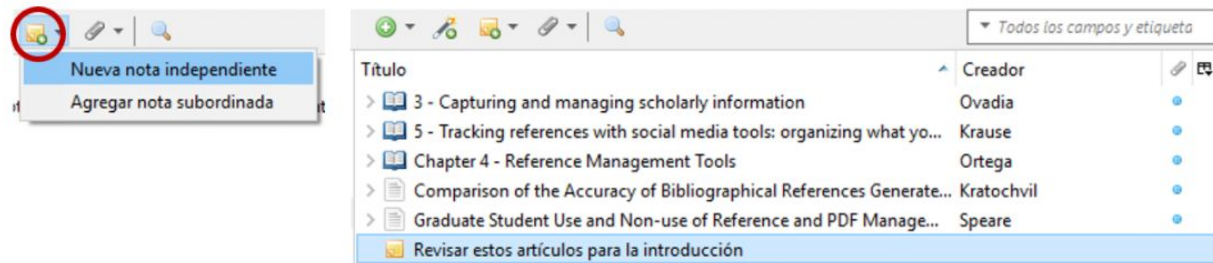 Nueva nota independiente
Agregar nota subordinada
Todos los campos y etiqueta
Título Creador
3 - Capturing and managing scholarly information Ovadia
5 - Tracking references with social media tools: organizing what yo... Krause
Chapter 4 - Reference Management Tools Ortega
Comparison of the Accuracy of Bibliographical References Generate... Kratochvil
Graduate Student Use and Non-use of Reference and PDF Manage... Speare
Revisar estos artículos para la introducción